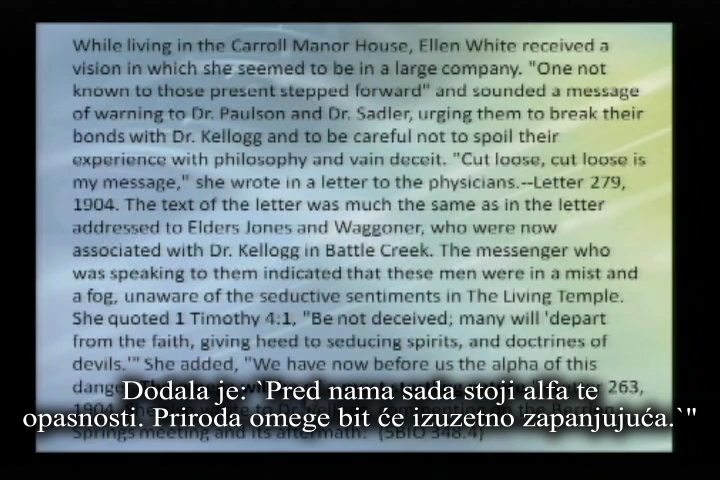 While living in the Carroll Manor House, Ellen White received a
vision in which she seemed to be in a large company. "One not
known to those present stepped forward" and sounded a message
of warning to Dr. Paulson and Dr. Sadler, urging them to break their
bonds with Dr. Kellogg and to be careful not to spoil their
experience with philosophy and vain deceit. "Cut loose, cut loose is
my message," she wrote in a letter to the physicians.--Letter 279,
1904. The text of the letter was much the same as in the letter
addressed to Elders Jones and Waggoner, who were now
associated with Dr. Kellogg in Battle Creek. The messenger who
was speaking to them indicated that these men were in a mist and
a fog, unaware of the seductive sentiments in The Living Temple.
She quoted 1 Timothy 4:1, "Be not deceived; many will 'depart
from the faith, giving heed to seducing spirits, and doctrines of
devils.'" She added, "We have now before us the alpha of this
263,
Springs meeting and its aftermath." (5BIO 348.4)
Dodala je: `Pred nama sada stoji alfa te
opasnosti. Priroda omege bit će izuzetno zapanjujuća.`"